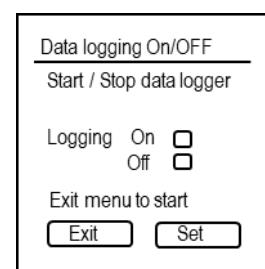 Data logging On/OFF
Start / Stop data logger
Logging On
Off
Exit menu to start
Exit Set